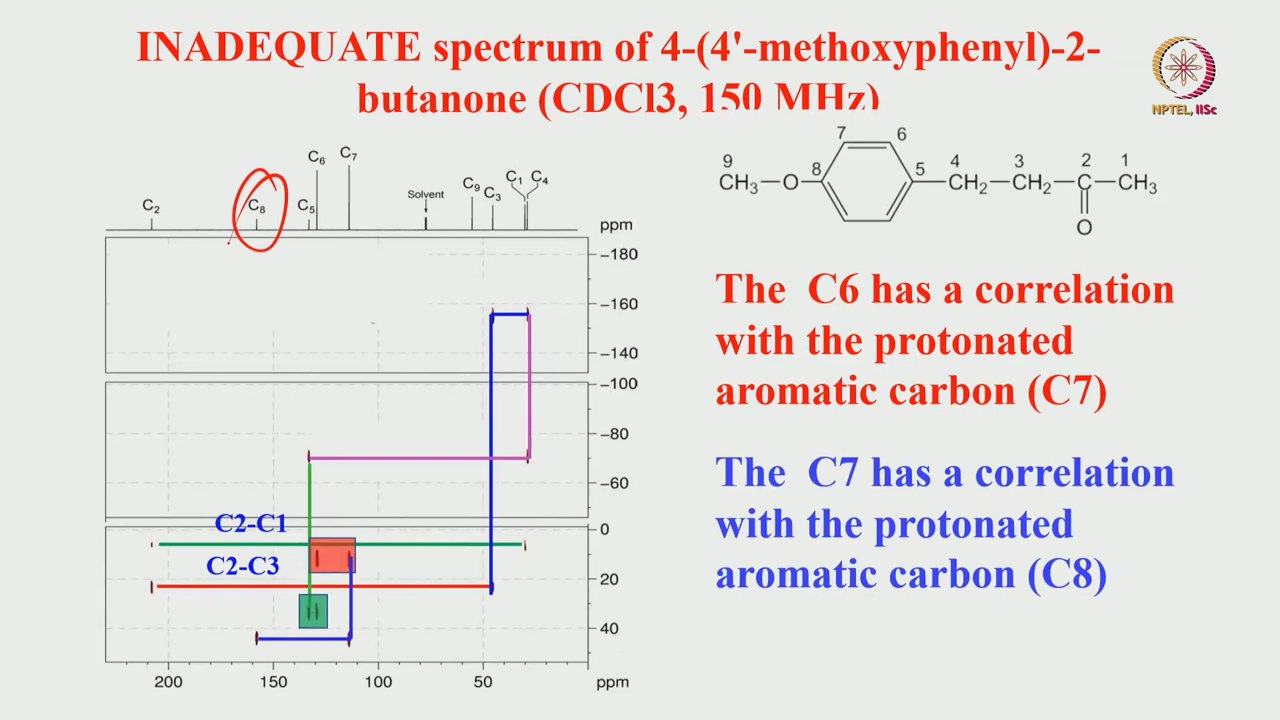 INADEQUATE spectrum of 4-(4'-methoxyphenyl)-2-
butanone (CDCl3, 150 MHz)
NPTEL, IISc
C2 C8 C5 C6 C7 Solvent C9 C3 C1 C4
ppm
-180
-160
-140
-100
-80
-60
0
20
40
C2-C1
C2-C3
200 150 100 50 ppm
7 6
9 8 5 4 3 2 1
CH3—O CH2—CH2—C—CH3
O
The C6 has a correlation
with the protonated
aromatic carbon (C7)
The C7 has a correlation
with the protonated
aromatic carbon (C8)